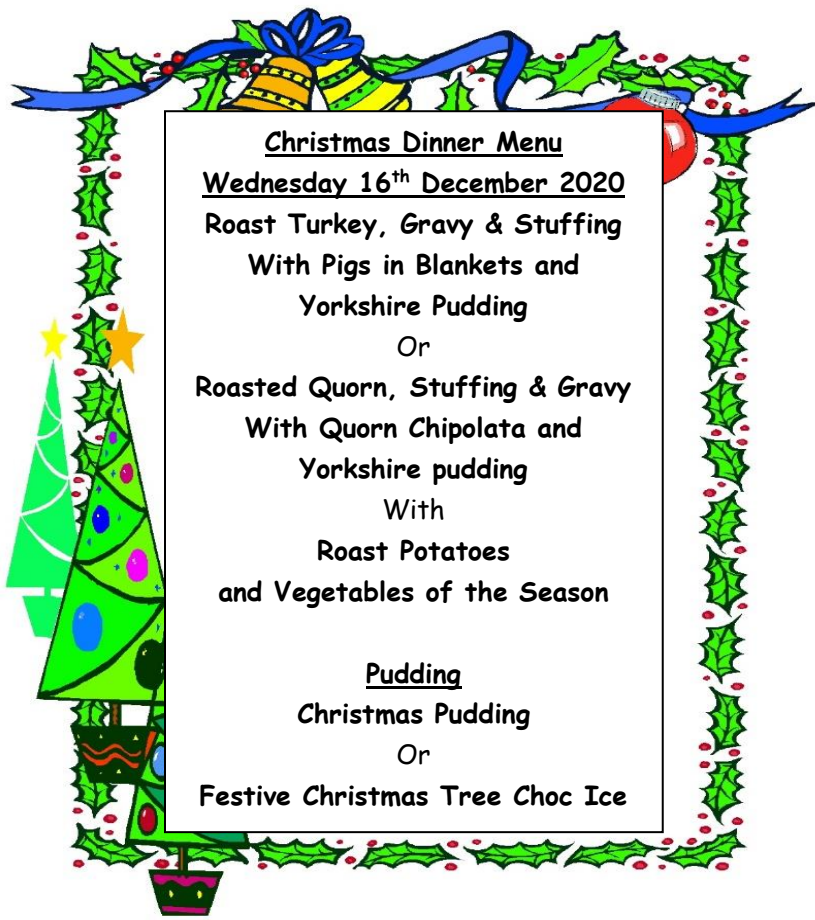 Christmas Dinner Menu
Wednesday 16th December 2020
Roast Turkey, Gravy & Stuffing
With Pigs in Blankets and
Yorkshire Pudding
Or
Roasted Quorn, Stuffing & Gravy
With Quorn Chipolata and
Yorkshire pudding
With
Roast Potatoes
and Vegetables of the Season
Pudding
Christmas Pudding
Or
Festive Christmas Tree Choc Ice